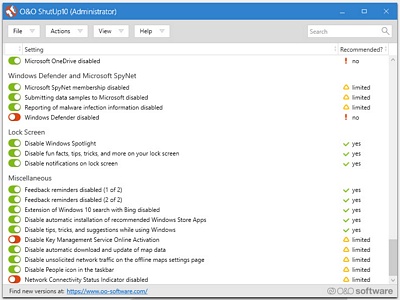 O&O ShutUp10 (Administrator)
File Actions View Help Search
Setting Recommended?
Microsoft OneDrive disabled no
Windows Defender and Microsoft SpyNet
Microsoft SpyNet membership disabled limited
Submitting data samples to Microsoft disabled limited
Reporting of malware infection information disabled limited
Windows Defender disabled no
Lock Screen
Disable Windows Spotlight yes
Disable fun facts, tips, tricks, and more on your lock screen yes
Disable notifications on lock screen yes
Miscellaneous
Feedback reminders disabled (1 of 2) yes
Feedback reminders disabled (2 of 2) yes
Extension of Windows 10 search with Bing disabled yes
Disable automatic installation of recommended Windows Store Apps yes
Disable tips, tricks, and suggestions while using Windows yes
Disable Key Management Service Online Activation limited
Disable automatic download and update of map data limited
Disable unsolicited network traffic on the offline maps settings page limited
Disable People icon in the taskbar limited
Network Connectivity Status Indicator disabled limited
Find new versions at: https://www.oo-software.com/ O&O software